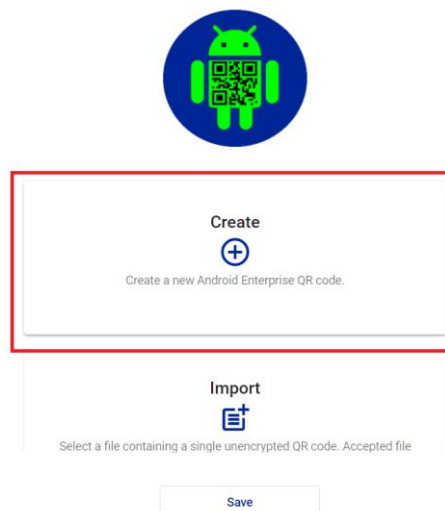 Create
Create a new Android Enterprise QR code.
Import
Select a file containing a single unencrypted QR code. Accepted file
Save